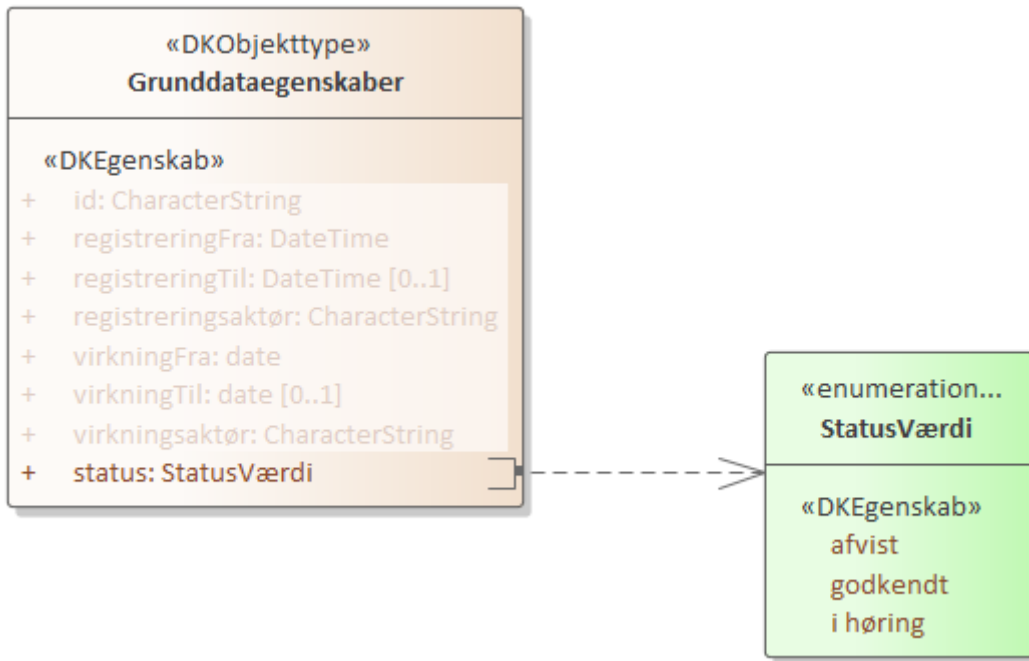 «DKObjekttype»
Grunddataegenskaber
«DKEgenskab»
+ id: CharacterString
+ registreringFra: DateTime
+ registreringTil: DateTime [0..1]
+ registreringsaktør: CharacterString
+ virkningFra: date
+ virkningTil: date [0..1]
+ virkningsaktør: CharacterString
+ status: StatusVærdi
«enumeration...
StatusVærdi
«DKEgenskab»
afvist
godkendt
i høring